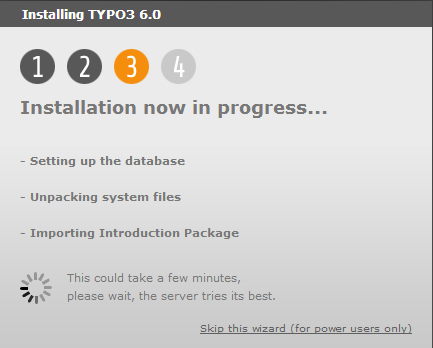 Installing TYPO3 6.0
1 2 3 4
Installation now in progress...
- Setting up the database
- Unpacking system files
- Importing Introduction Package
This could take a few minutes,
please wait, the server tries its best.
Skip this wizard (for power users only)